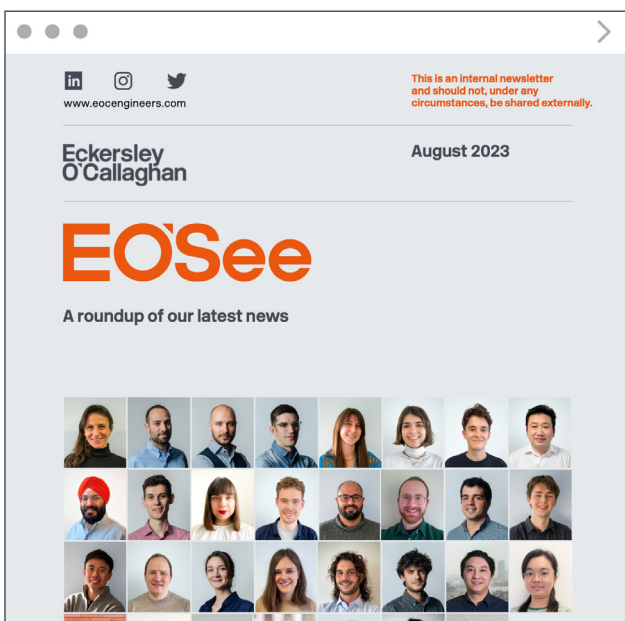 in
www.eocengineers.com
This is an internal newsletter
and should not, under any
circumstances, be shared externally.
Eckersley
O'Callaghan
August 2023
EO'See
A roundup of our latest news